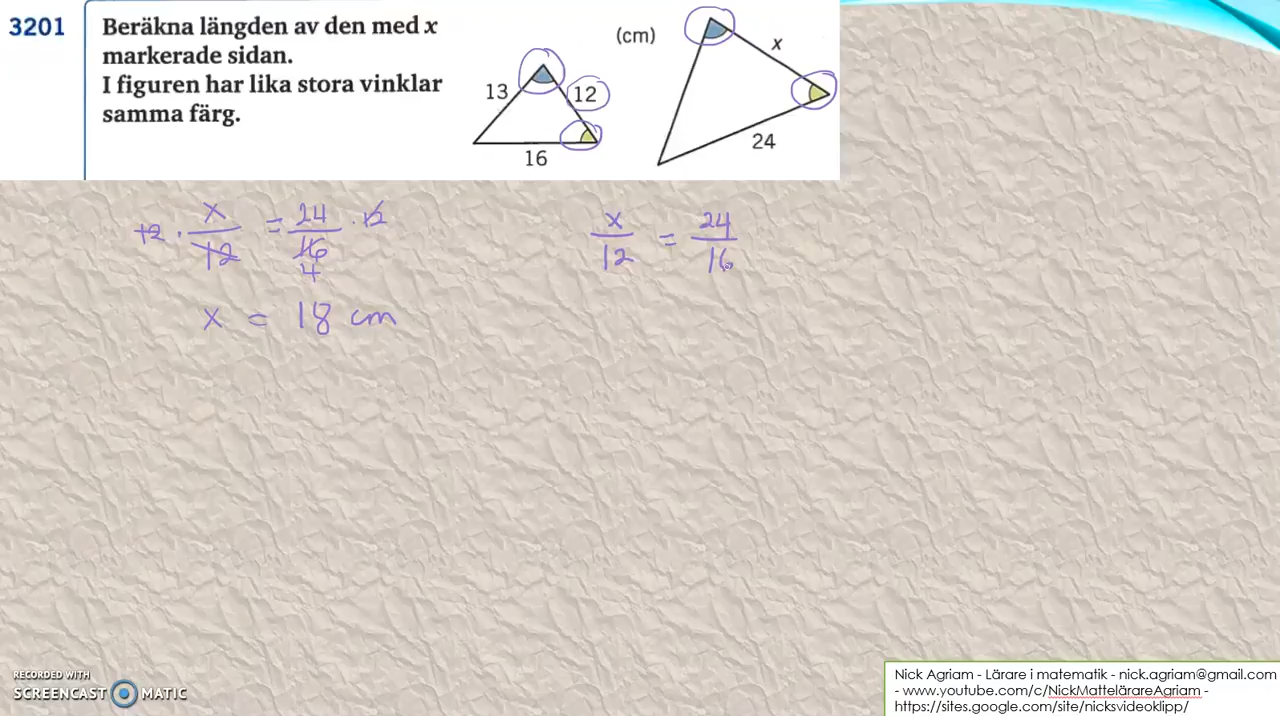 3201
Beräkna längden av den med x
markerade sidan.
I figuren har lika stora vinklar
samma färg.
(cm)
13
12
16
x
24
12 · x/12 = 24/16 · 12
4
x = 18 cm
x/12 = 24/16
RECORDED WITH
SCREENCAST MATIC
Nick Agriam - Lärare i matematik - nick.agriam@gmail.com
- www.youtube.com/c/NickMattelärareAgriam -
https://sites.google.com/site/nicksvideoklipp/